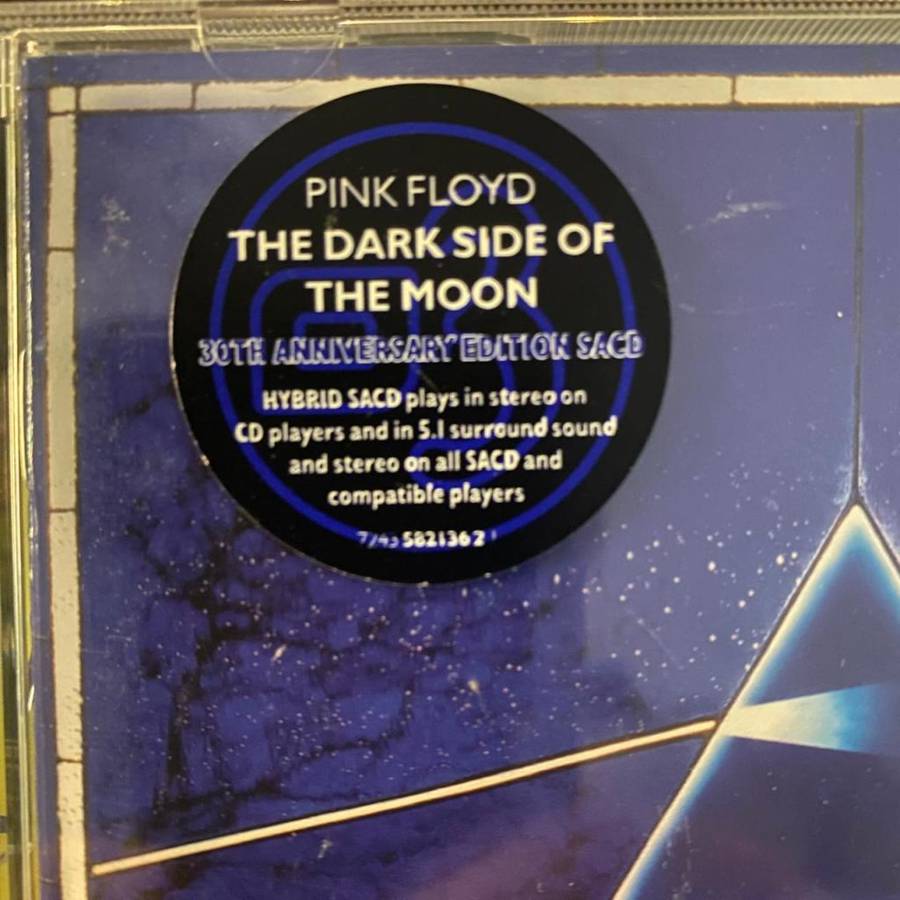 PINK FLOYD
THE DARK SIDE OF
THE MOON
30TH ANNIVERSARY EDITION SACD
HYBRID SACD plays in stereo on
CD players and in 5.1 surround sound
and stereo on all SACD and
compatible players
5821362